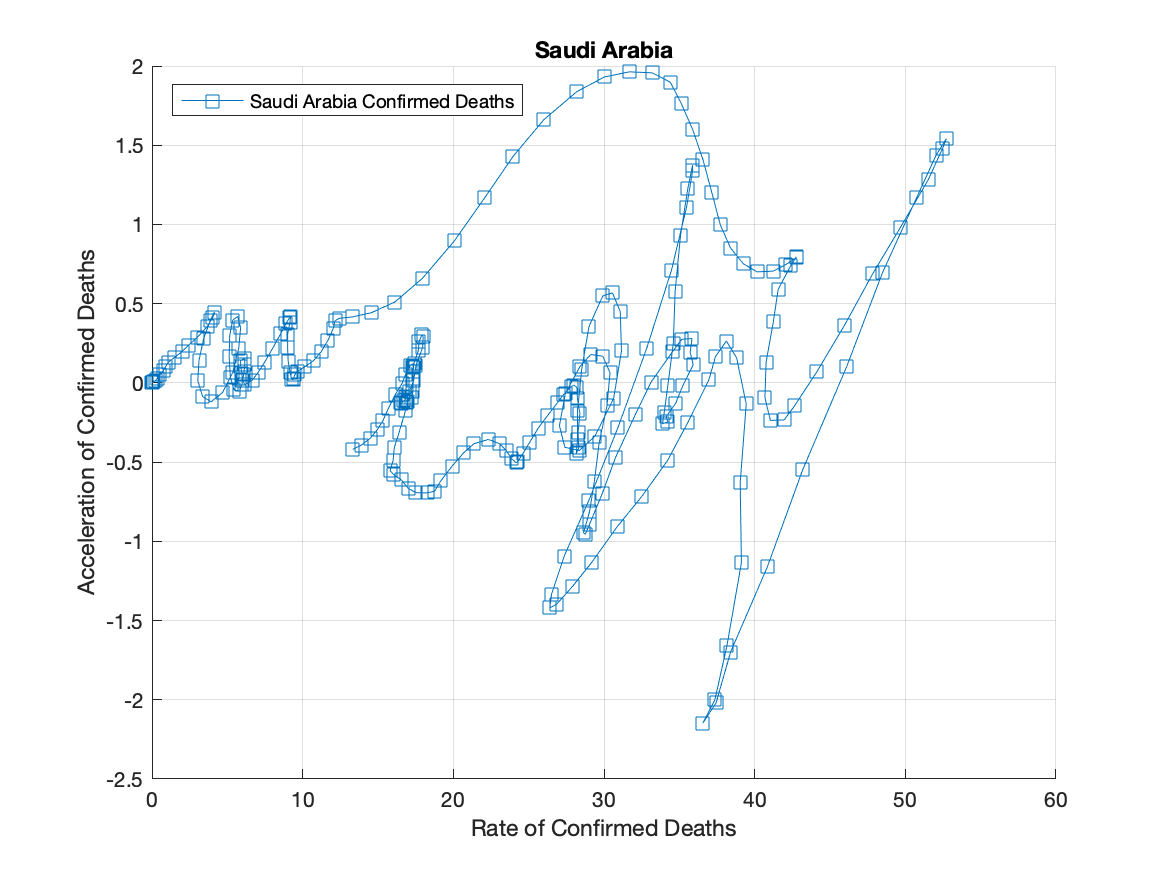 Saudi Arabia
Saudi Arabia Confirmed Deaths
2
1.5
1
0.5
0
-0.5
-1
-1.5
-2
-2.5
Acceleration of Confirmed Deaths
0 10 20 30 40 50 60
Rate of Confirmed Deaths